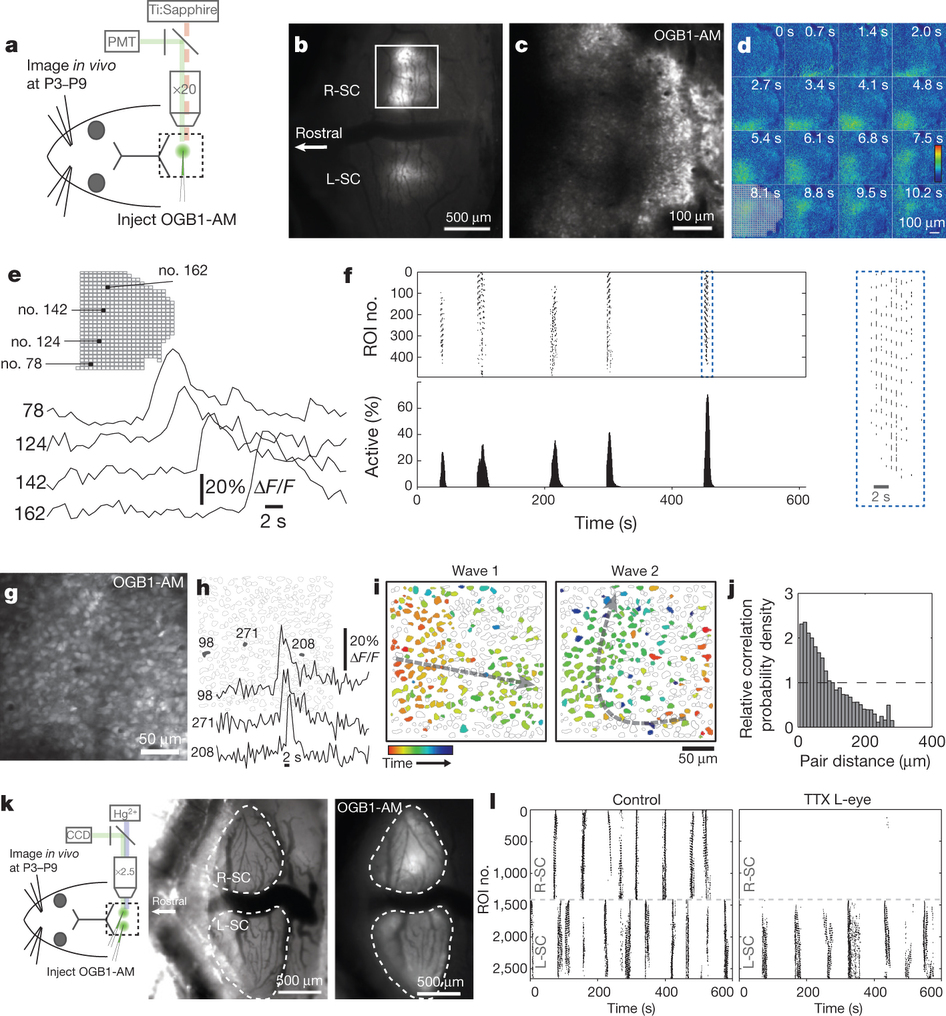 a
Ti:Sapphire
PMT
Image in vivo
at P3–P9
×20
Inject OGB1-AM
b
R-SC
Rostral
L-SC
500 µm
c
OGB1-AM
100 µm
d
0 s 0.7 s 1.4 s 2.0 s
2.7 s 3.4 s 4.1 s 4.8 s
5.4 s 6.1 s 6.8 s 7.5 s
8.1 s 8.8 s 9.5 s 10.2 s
100 µm
e
no. 162
no. 142
no. 124
no. 78
78
124
142
162
20% ΔF/F
2 s
f
ROI no.
0
100
200
300
400
Active (%)
60
40
20
0
0 200 400 600
Time (s)
2 s
g
OGB1-AM
50 µm
h
98
271
208
20%
ΔF/F
98
271
208
2 s
i
Wave 1
Wave 2
Time
50 µm
j
Relative correlation
probability density
3
2
1
0
0 200 400
Pair distance (µm)
k
Hg2+
CCD
Image in vivo
at P3–P9
×2.5
Inject OGB1-AM
Rostral
R-SC
L-SC
500 µm
OGB1-AM
500 µm
l
Control
TTX L-eye
ROI no.
0
500
1,000
1,500
2,000
2,500
R-SC
L-SC
R-SC
L-SC
0 200 400 600
Time (s)
0 200 400 600
Time (s)